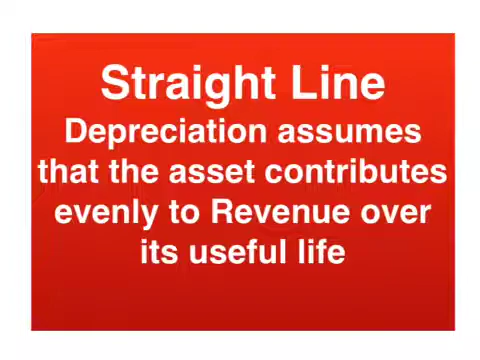 Straight Line
Depreciation assumes
that the asset contributes
evenly to Revenue over
its useful life